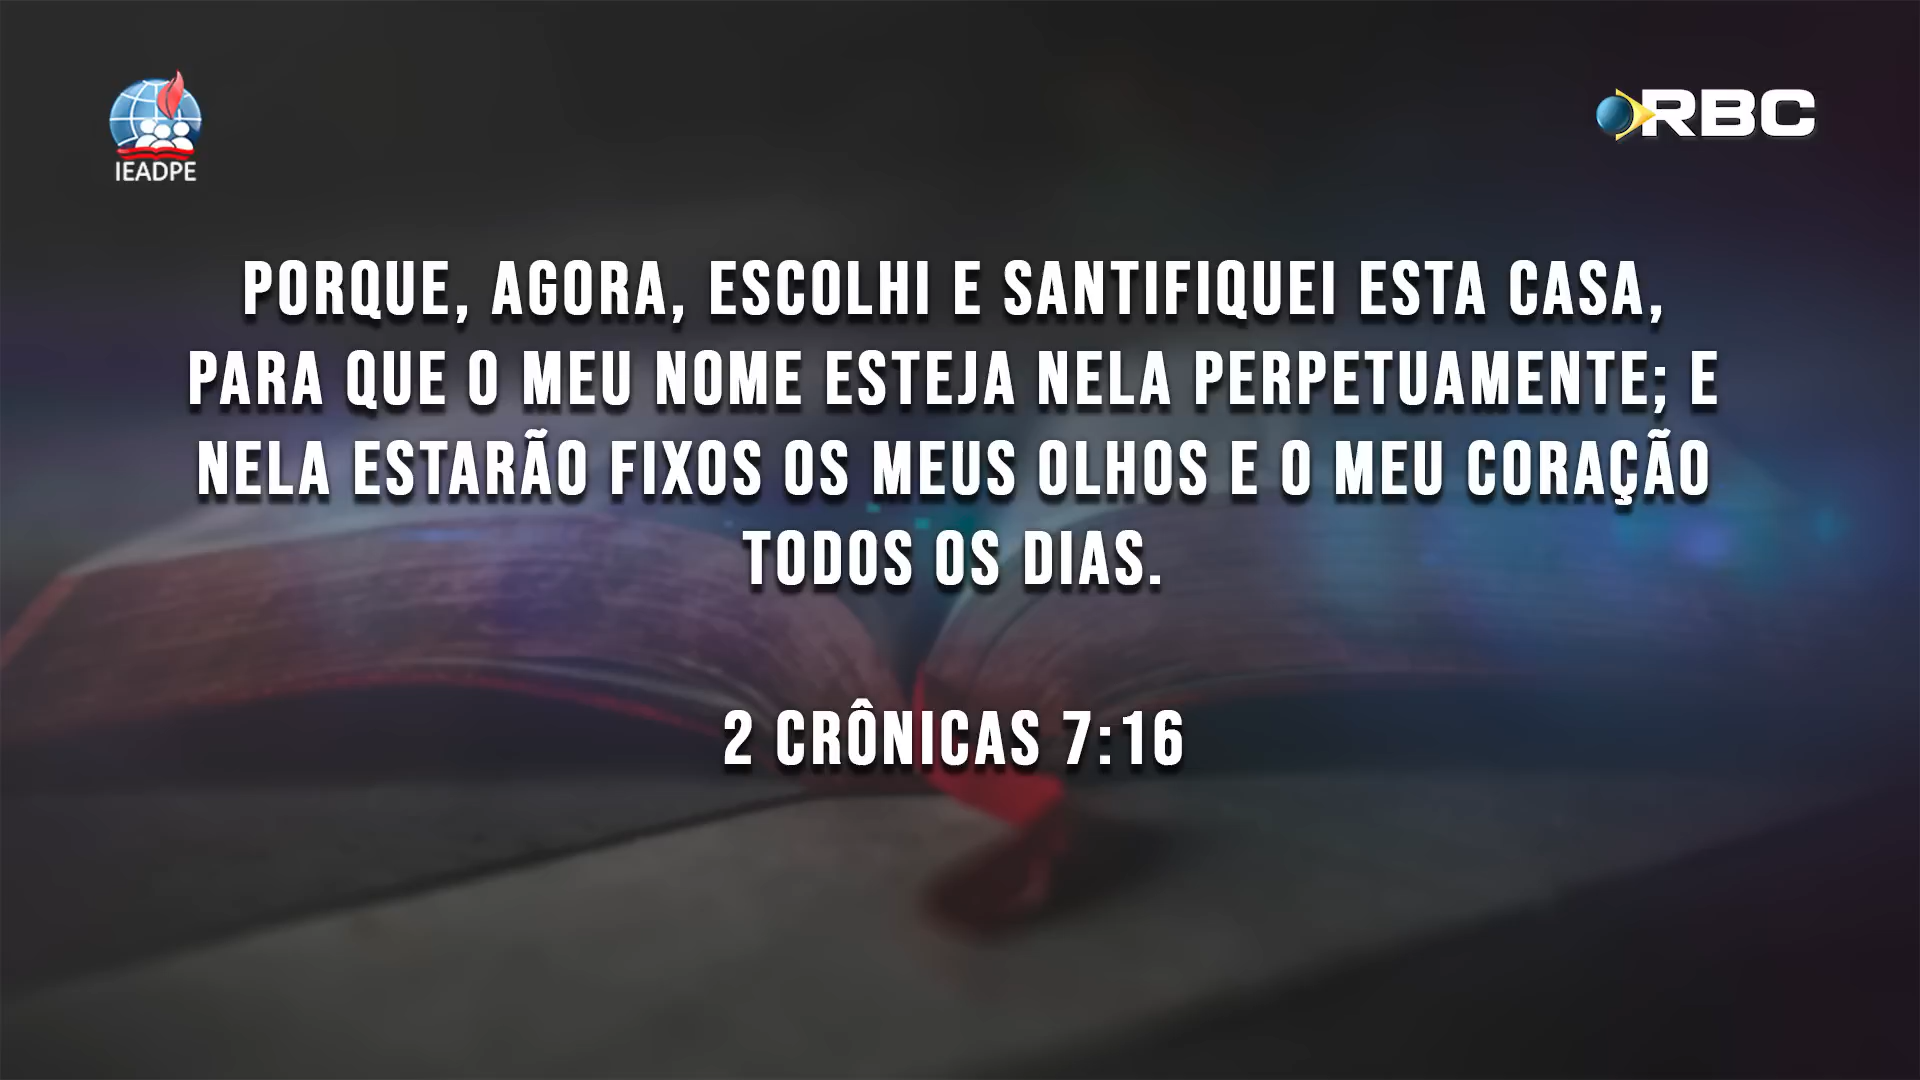 IEADPE
RBC
PORQUE, AGORA, ESCOLHI E SANTIFIQUEI ESTA CASA,
PARA QUE O MEU NOME ESTEJA NELA PERPETUAMENTE; E
NELA ESTARÃO FIXOS OS MEUS OLHOS E O MEU CORAÇÃO
TODOS OS DIAS.
2 CRÔNICAS 7:16